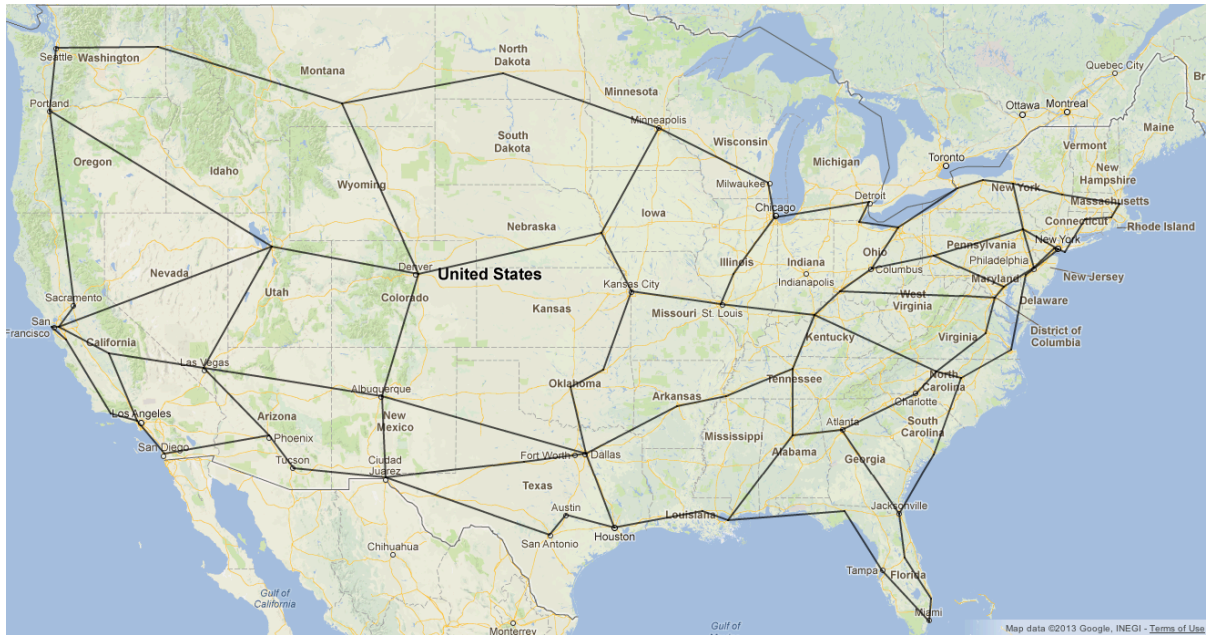 Seattle
Washington
Montana
North
Dakota
Minnesota
Quebec City
Br
Portland
Ottawa
Montreal
Maine
Minneapolis
Oregon
South
Dakota
Wisconsin
Michigan
Toronto
Vermont
Idaho
Wyoming
Milwaukee
Detroit
New York
New
Hampshire
Massachusetts
Iowa
Chicago
Connecticut
Rhode Island
Nebraska
Nevada
Utah
Denver
United States
Colorado
Illinois
Indiana
Indianapolis
Ohio
Columbus
Pennsylvania
New York
Philadelphia
Maryland
New Jersey
Sacramento
Kansas City
Kansas
Missouri
St. Louis
West
Virginia
Delaware
San
Francisco
California
Kentucky
Virginia
District of
Columbia
Las Vegas
Albuquerque
Oklahoma
Tennessee
Arkansas
North
Carolina
Charlotte
Los Angeles
Arizona
New
Mexico
Mississippi
Atlanta
South
Carolina
San Diego
Phoenix
Tucson
Ciudad
Juarez
Fort Worth
Dallas
Alabama
Georgia
Texas
Austin
San Antonio
Houston
Louisiana
Jacksonville
Chihuahua
Tampa
Florida
Gulf of
California
Miami
Monterrey
Gulf of
Map data ©2013 Google, INEGI - Terms of Use